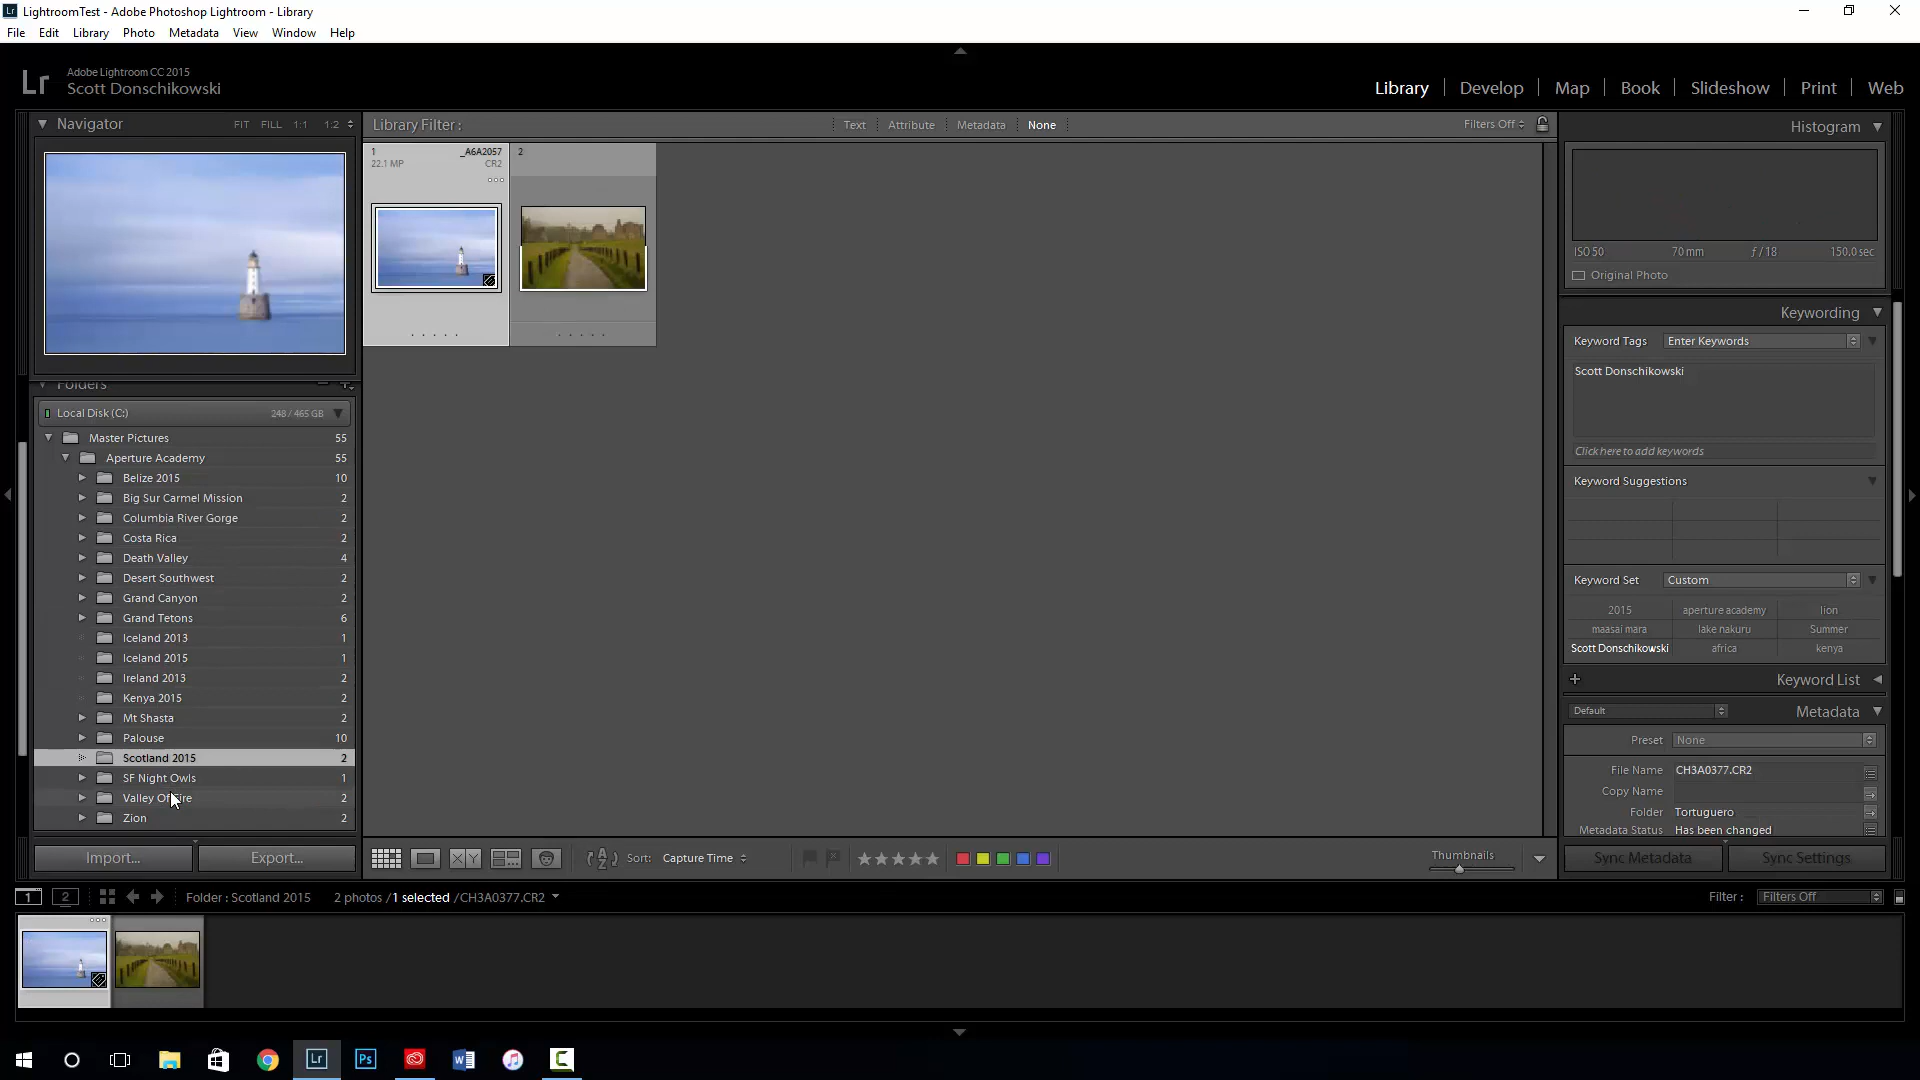 LightroomTest - Adobe Photoshop Lightroom - Library
File Edit Library Photo Metadata View Window Help
Lr Adobe Lightroom CC 2015
Scott Donschikowski
Library Develop Map Book Slideshow Print Web
Navigator FIT FILL 1:1 1:2
Library Filter : Text Attribute Metadata None Filters Off
Histogram
1 _A6A2057
22.1 MP CR2
2
ISO 50 70 mm ƒ / 18 150.0 sec
Original Photo
Keywording
Keyword Tags Enter Keywords
Scott Donschikowski
Click here to add keywords
Keyword Suggestions
Keyword Set Custom
2015 aperture academy lion
maasai mara lake nakuru Summer
Scott Donschikowski africa kenya
Keyword List
Default Metadata
Preset None
File Name CH3A0377.CR2
Copy Name
Folder Tortuguero
Metadata Status Has been changed
Sync Metadata Sync Settings
Folders
Local Disk (C:) 248 / 465 GB
Master Pictures 55
Aperture Academy 55
Belize 2015 10
Big Sur Carmel Mission 2
Columbia River Gorge 2
Costa Rica 2
Death Valley 4
Desert Southwest 2
Grand Canyon 2
Grand Tetons 6
Iceland 2013 1
Iceland 2015 1
Ireland 2013 2
Kenya 2015 2
Mt Shasta 2
Palouse 10
Scotland 2015 2
SF Night Owls 1
Valley Of Fire 2
Zion 2
Import... Export...
XY Sort: Capture Time Thumbnails
1 2 Folder : Scotland 2015 2 photos / 1 selected / CH3A0377.CR2 Filter : Filters Off
Lr Ps